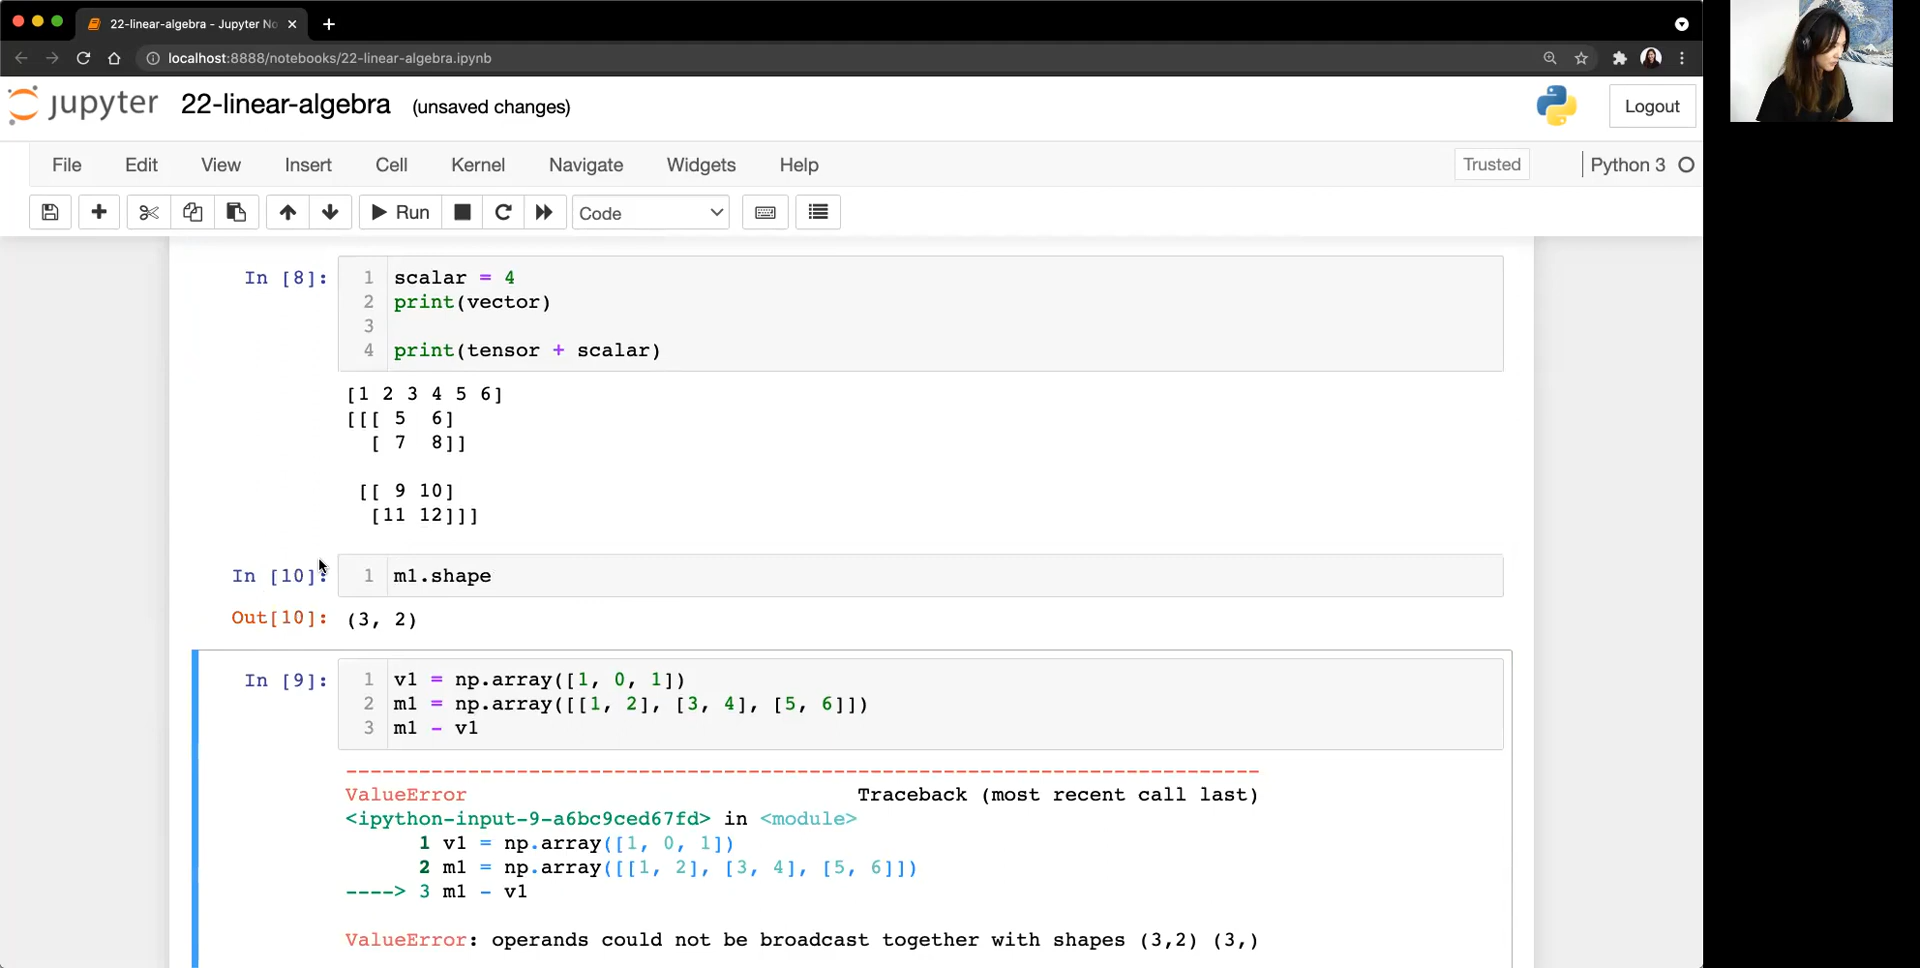 22-linear-algebra - Jupyter No
localhost:8888/notebooks/22-linear-algebra.ipynb
jupyter 22-linear-algebra (unsaved changes)
Logout
File Edit View Insert Cell Kernel Navigate Widgets Help
Trusted Python 3
Run Code
In [8]: 1 scalar = 4
2 print(vector)
3
4 print(tensor + scalar)
[1 2 3 4 5 6]
[[[ 5  6]
[ 7  8]]
[[ 9 10]
[11 12]]]
In [10]: 1 m1.shape
Out[10]: (3, 2)
In [9]: 1 v1 = np.array([1, 0, 1])
2 m1 = np.array([[1, 2], [3, 4], [5, 6]])
3 m1 - v1
---------------------------------------------------------------------------
ValueError Traceback (most recent call last)
<ipython-input-9-a6bc9ced67fd> in <module>
1 v1 = np.array([1, 0, 1])
2 m1 = np.array([[1, 2], [3, 4], [5, 6]])
----> 3 m1 - v1
ValueError: operands could not be broadcast together with shapes (3,2) (3,)